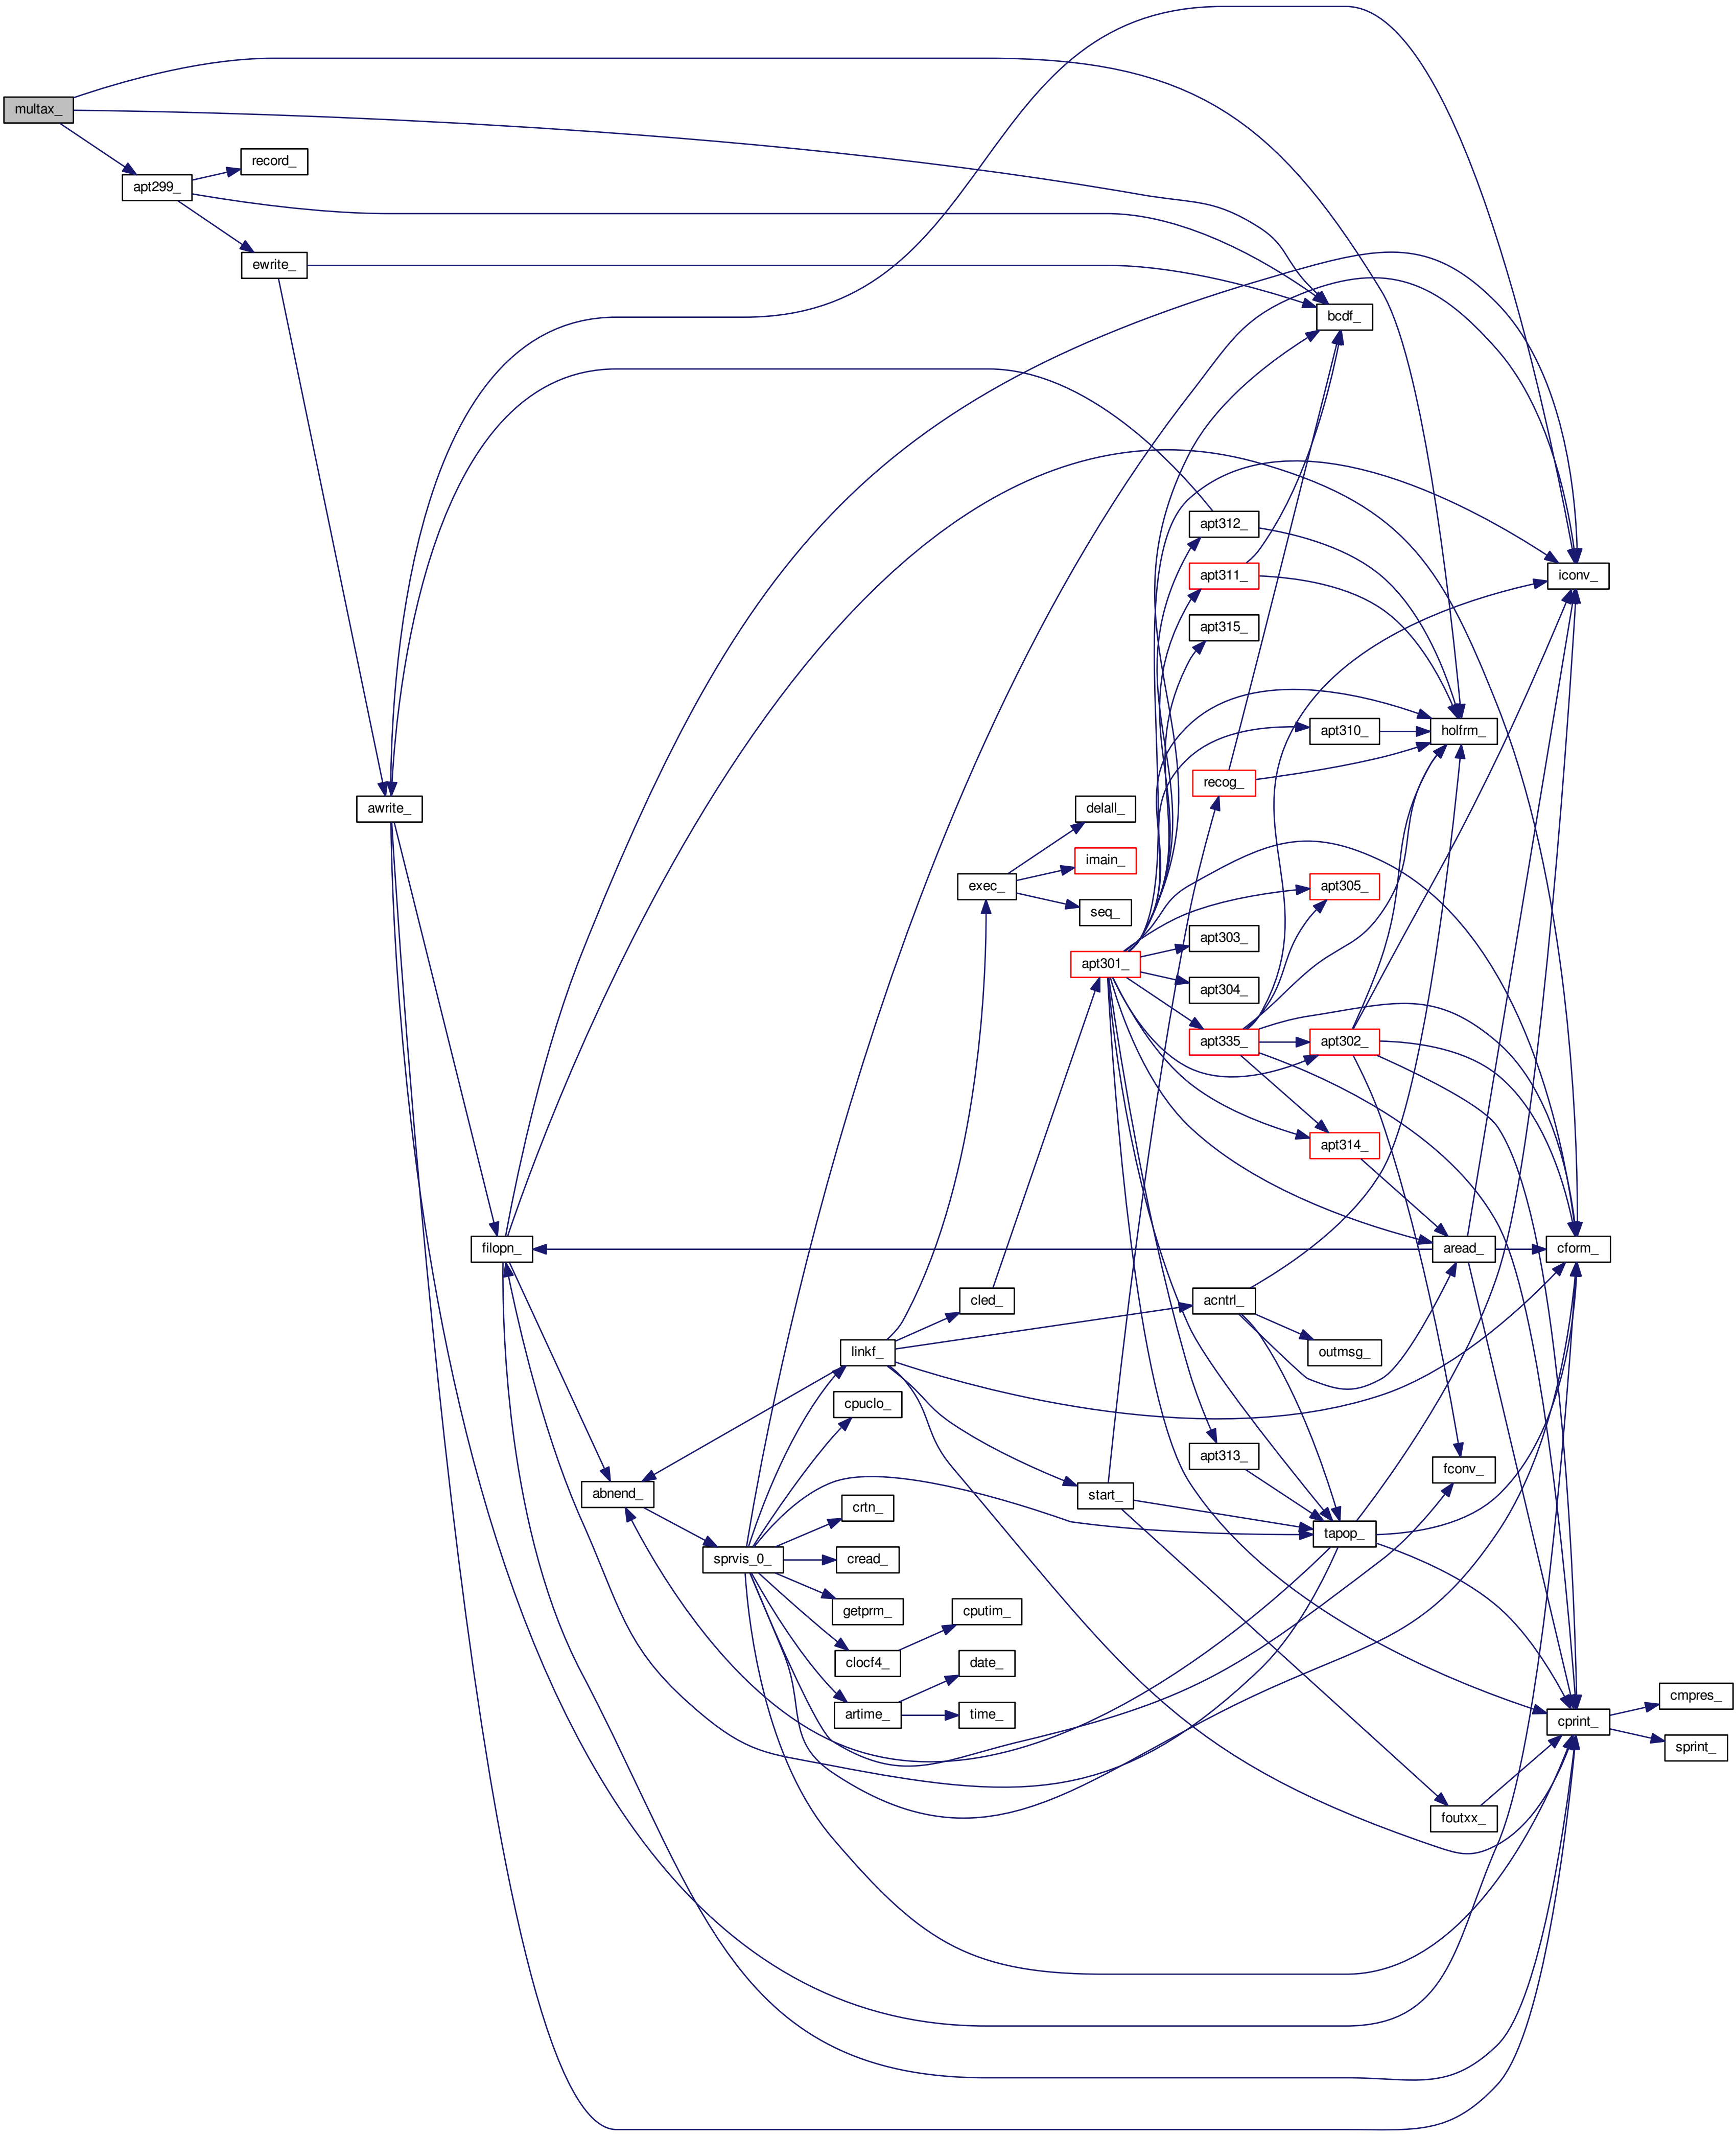 multax_
record_
apt299_
ewrite_
bcdf_
apt312_
apt311_
iconv_
apt315_
apt310_
holfrm_
recog_
awrite_
delall_
imain_
exec_
apt305_
seq_
apt303_
apt301_
apt304_
apt335_
apt302_
apt314_
filopn_
aread_
cform_
cled_
acntrl_
linkf_
outmsg_
cpuclo_
apt313_
fconv_
abnend_
start_
crtn_
tapop_
sprvis_0_
cread_
getprm_
cputim_
clocf4_
date_
cmpres_
artime_
time_
cprint_
sprint_
foutxx_